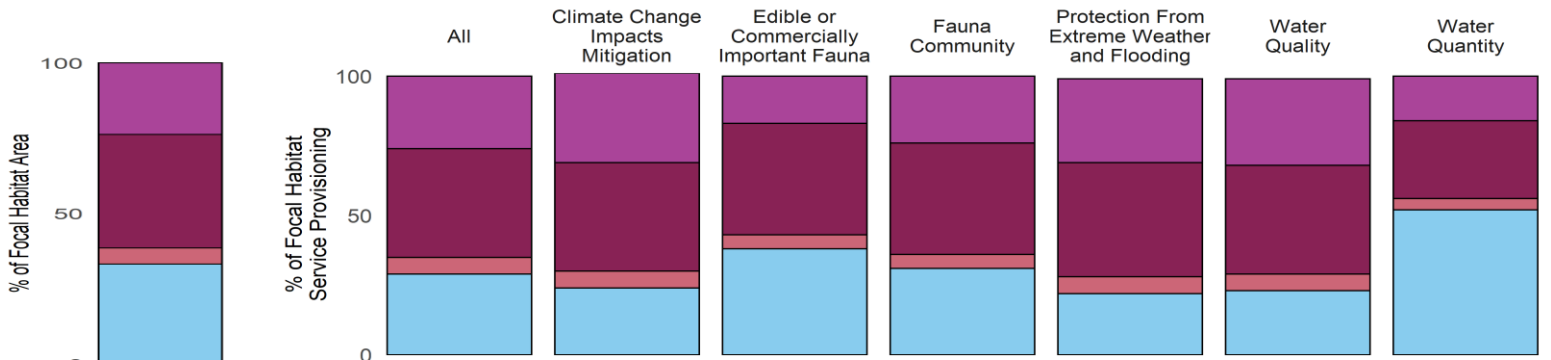 % of Focal Habitat Area
100
50
% of Focal Habitat
Service Provisioning
100
50
0
All
Climate Change
Impacts
Mitigation
Edible or
Commercially
Important Fauna
Fauna
Community
Protection From
Extreme Weather
and Flooding
Water
Quality
Water
Quantity